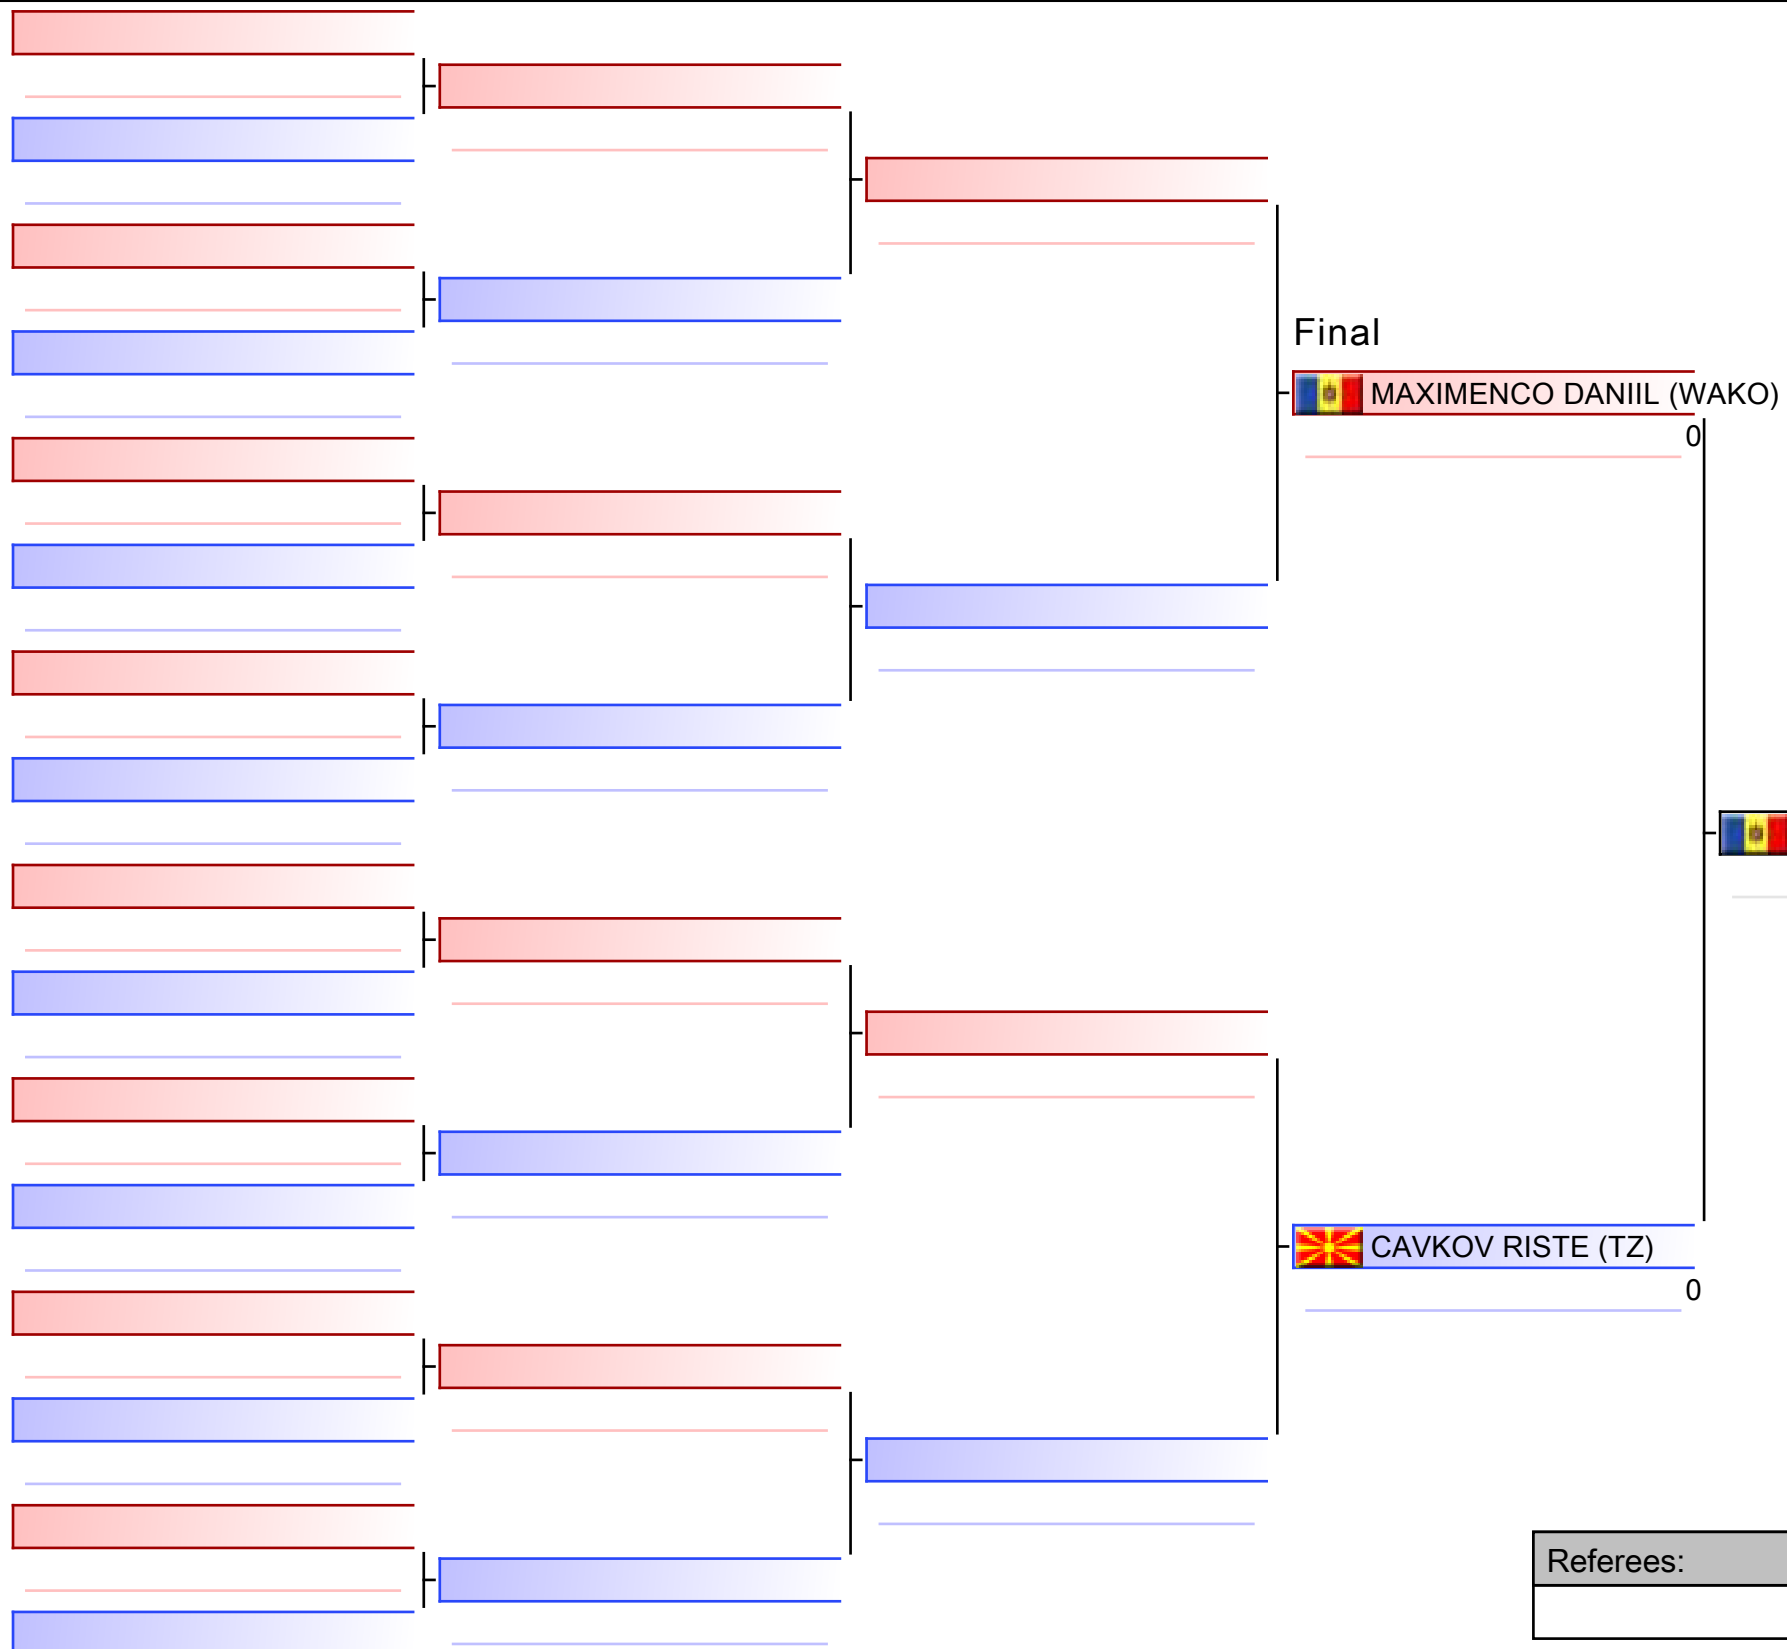 Final
MAXIMENCO DANIIL (WAKO)
0
CAVKOV RISTE (TZ)
0
Referees: